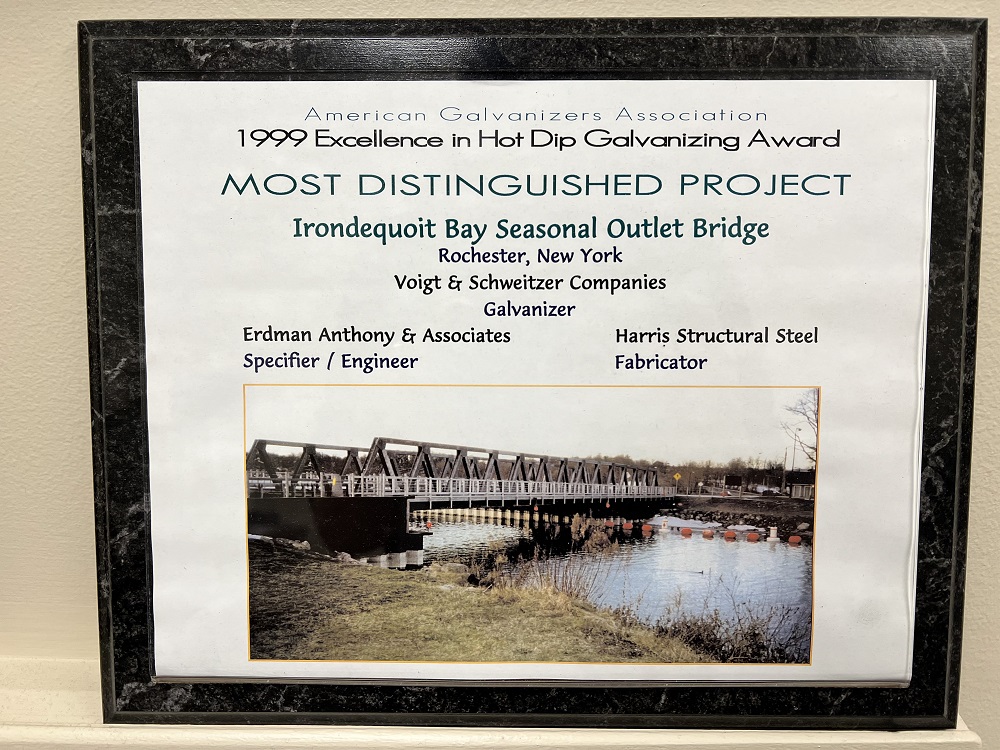 American Galvanizers Association
1999 Excellence in Hot Dip Galvanizing Award
MOST DISTINGUISHED PROJECT
Irondequoit Bay Seasonal Outlet Bridge
Rochester, New York
Voigt & Schweitzer Companies
Galvanizer
Erdman Anthony & Associates
Specifier / Engineer
Harris Structural Steel
Fabricator